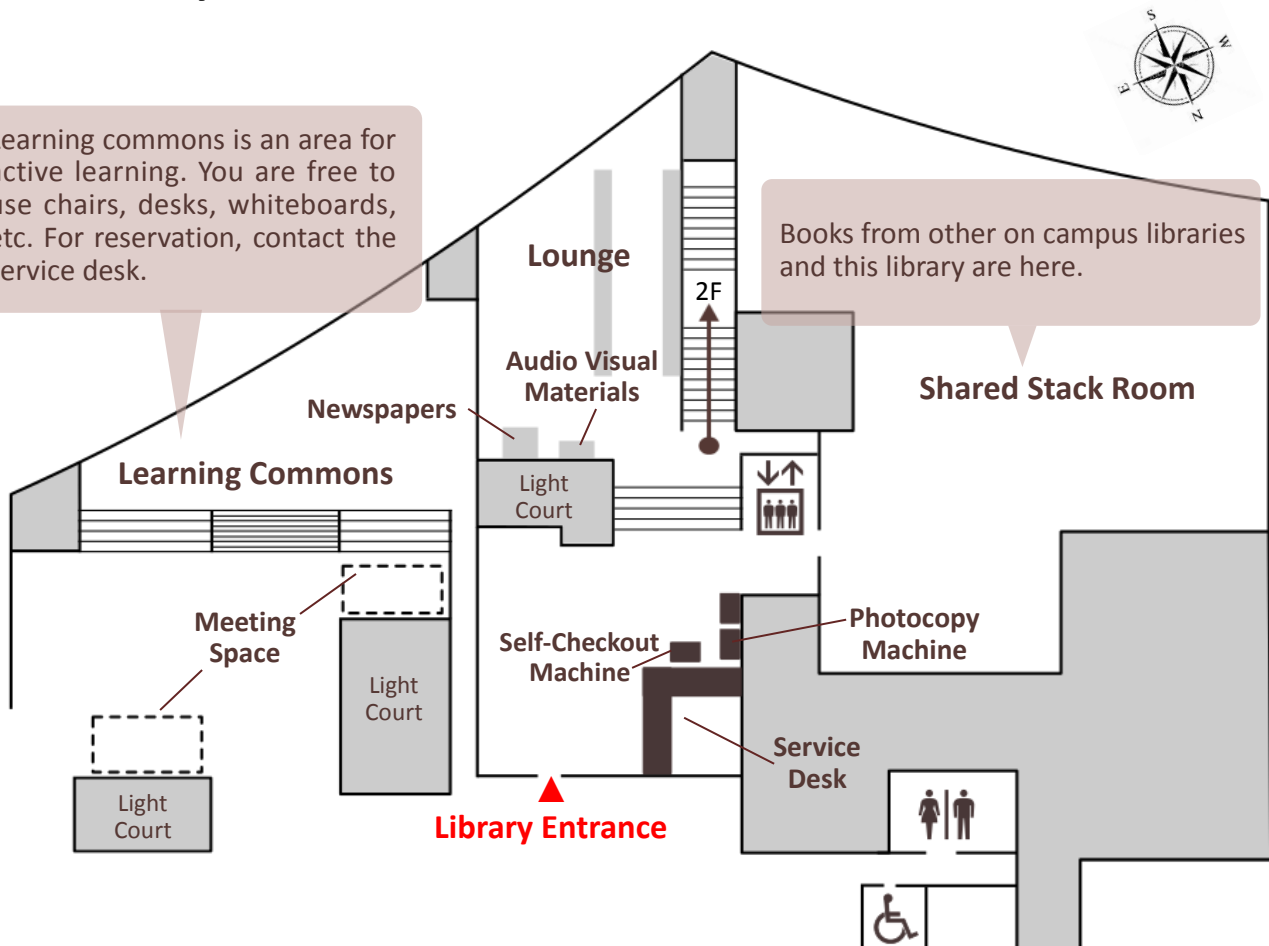 S
W
E
N
Learning commons is an area for
active learning. You are free to
use chairs, desks, whiteboards,
etc. For reservation, contact the
service desk.
Books from other on campus libraries
and this library are here.
Lounge
2F
Audio Visual
Materials
Newspapers
Shared Stack Room
Learning Commons
Light
Court
Meeting
Space
Self-Checkout
Machine
Photocopy
Machine
Light
Court
Service
Desk
Light
Court
Library Entrance